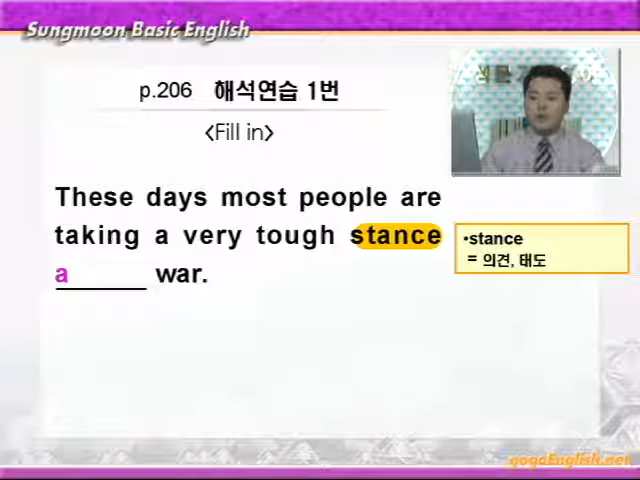 Sungmoon Basic English
p.206 해석연습 1번
<Fill in>
These days most people are
taking a very tough stance
a______ war.
•stance
= 의견, 태도
gogoEnglish.net